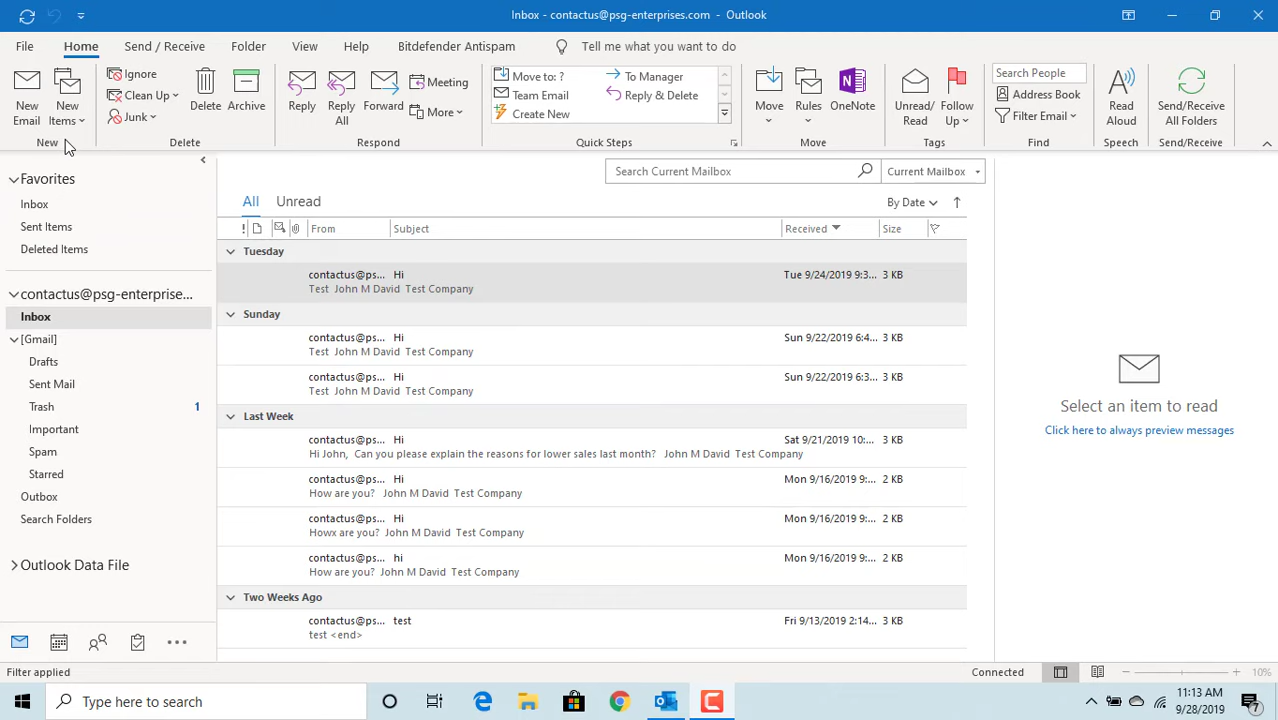 Inbox - contactus@psg-enterprises.com - Outlook
File Home Send / Receive Folder View Help Bitdefender Antispam Tell me what you to do
New Email
New Items
New
Ignore
Clean Up
Junk
Delete
Archive
Delete
Reply
Reply All
Forward
Meeting
More
Respond
Move to: ?
Team Email
Create New
To Manager
Reply & Delete
Quick Steps
Move
Rules
OneNote
Move
Unread/ Read
Follow Up
Tags
Search People
Address Book
Filter Email
Find
Read Aloud
Speech
Send/Receive All Folders
Send/Receive
Favorites
Inbox
Sent Items
Deleted Items
contactus@psg-enterprise...
Inbox
[Gmail]
Drafts
Sent Mail
Trash 1
Important
Spam
Starred
Outbox
Search Folders
Outlook Data File
Search Current Mailbox
Current Mailbox
All Unread
By Date
! From Subject Received Size
Tuesday
contactus@ps... Hi Tue 9/24/2019 9:3... 3 KB
Test John M David Test Company
Sunday
contactus@ps... Hi Sun 9/22/2019 6:4... 3 KB
Test John M David Test Company
contactus@ps... Hi Sun 9/22/2019 6:3... 3 KB
Test John M David Test Company
Last Week
contactus@ps... Hi Sat 9/21/2019 10:... 3 KB
Hi John, Can you please explain the reasons for lower sales last month? John M David Test Company
contactus@ps... Hi Mon 9/16/2019 9:... 2 KB
How are you? John M David Test Company
contactus@ps... Hi Mon 9/16/2019 9:... 2 KB
Howx are you? John M David Test Company
contactus@ps... hi Mon 9/16/2019 9:... 2 KB
How are you? John M David Test Company
Two Weeks Ago
contactus@ps... test Fri 9/13/2019 2:14... 3 KB
test <end>
Select an item to read
Click here to always preview messages
Filter applied
Connected
10%
Type here to search
11:13 AM
9/28/2019
7